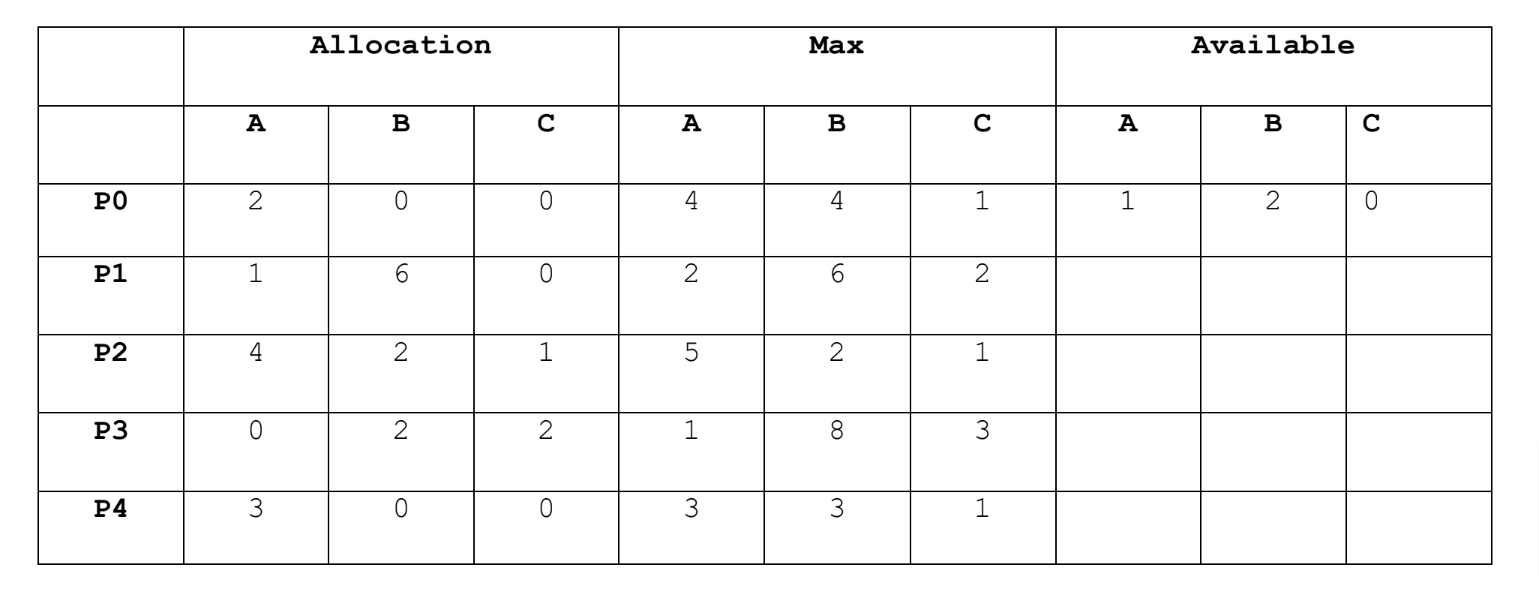 Allocation Max Available
A B C A B C A B C
P0 2 0 0 4 4 1 1 2 0
P1 1 6 0 2 6 2
P2 4 2 1 5 2 1
P3 0 2 2 1 8 3
P4 3 0 0 3 3 1